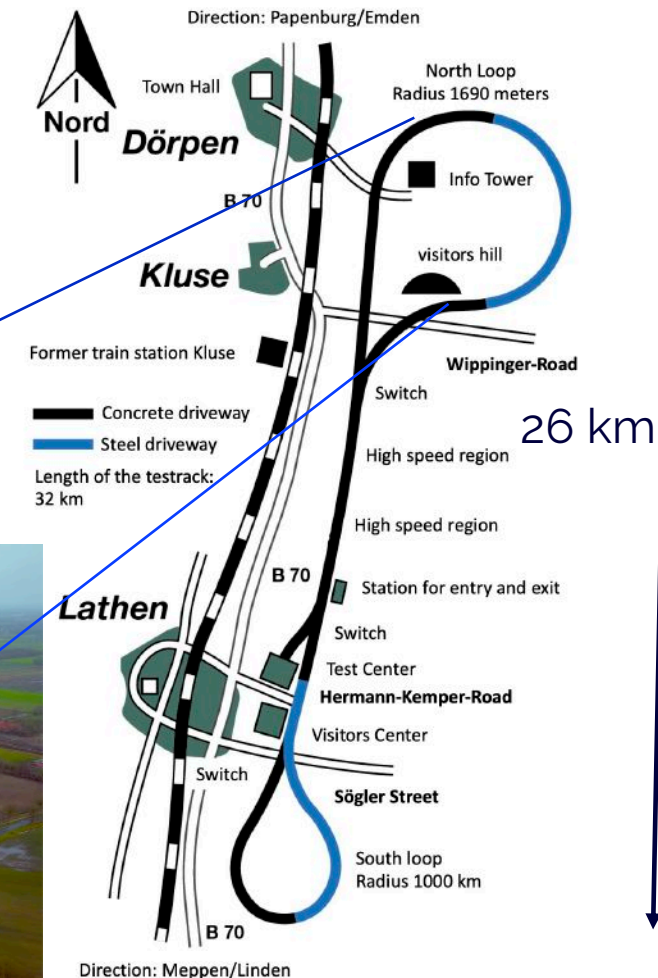 Direction: Papenburg/Emden
Nord
Town Hall
Dörpen
North Loop
Radius 1690 meters
B 70
Info Tower
Kluse
visitors hill
Former train station Kluse
Wippinger-Road
Switch
Concrete driveway
Steel driveway
Length of the testrack:
32 km
26 km
High speed region
High speed region
B 70
Station for entry and exit
Lathen
Switch
Test Center
Hermann-Kemper-Road
Visitors Center
Switch
Sögler Street
South loop
Radius 1000 km
B 70
Direction: Meppen/Linden